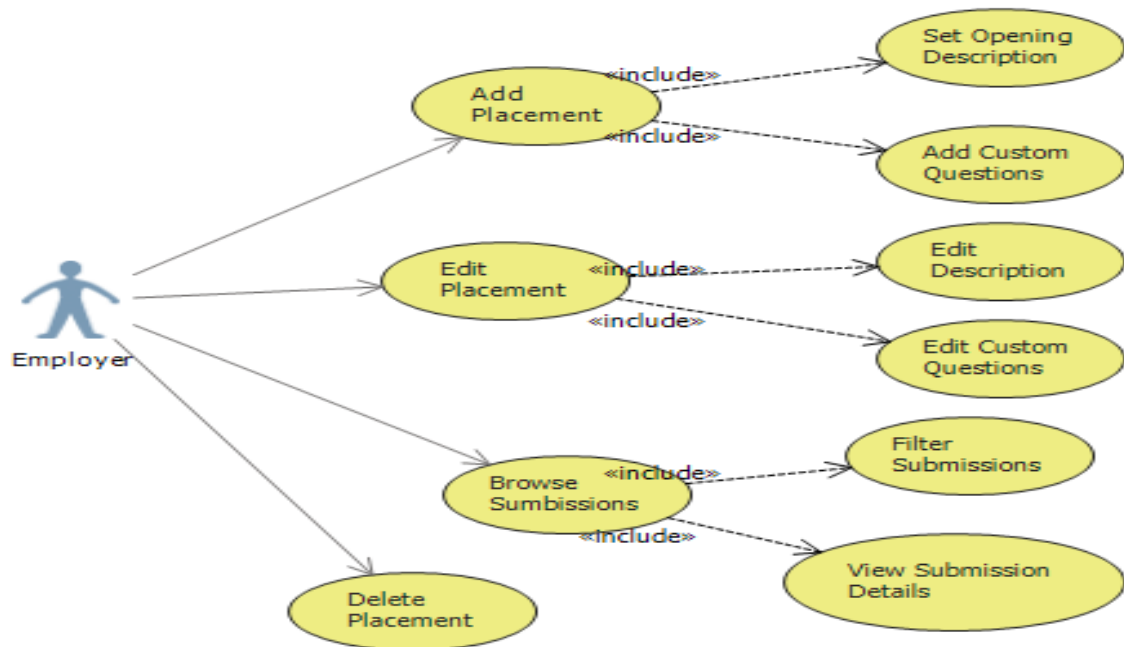 Set Opening
Description
«include»
Add
Placement
«include»
Add Custom
Questions
Edit
Description
«include»
Edit
Placement
«include»
Edit Custom
Questions
Employer
Filter
Submissions
«include»
Browse
Sumbissions
«include»
View Submission
Details
Delete
Placement